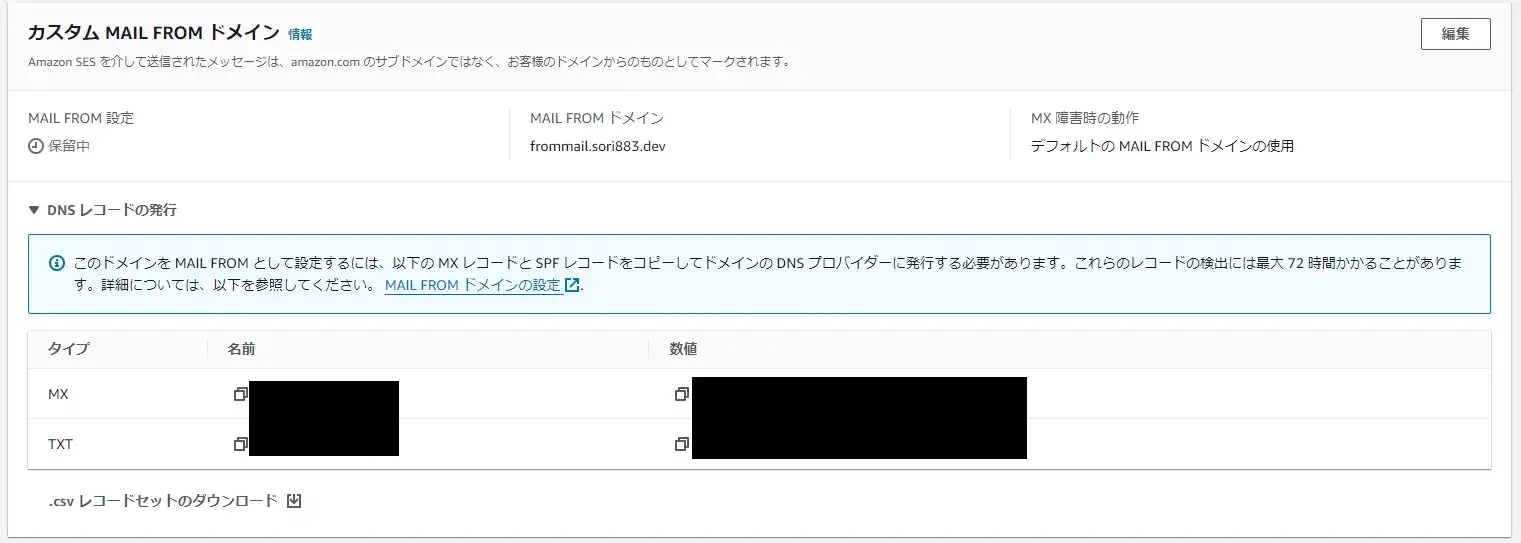 カスタム MAIL FROM ドメイン 情報
編集
Amazon SES を介して送信されたメッセージは、amazon.com のサブドメインではなく、お客様のドメインからのものとしてマークされます。
MAIL FROM 設定
保留中
MAIL FROM ドメイン
frommail.sori883.dev
MX 障害時の動作
デフォルトの MAIL FROM ドメインの使用
▼ DNS レコードの発行
このドメインを MAIL FROM として設定するには、以下の MX レコードと SPF レコードをコピーしてドメインの DNS プロバイダーに発行する必要があります。これらのレコードの検出には最大 72 時間かかることがありま
す。詳細については、以下を参照してください。 MAIL FROM ドメインの設定 .
タイプ 名前 数値
MX
TXT
.csv レコードセットのダウンロード